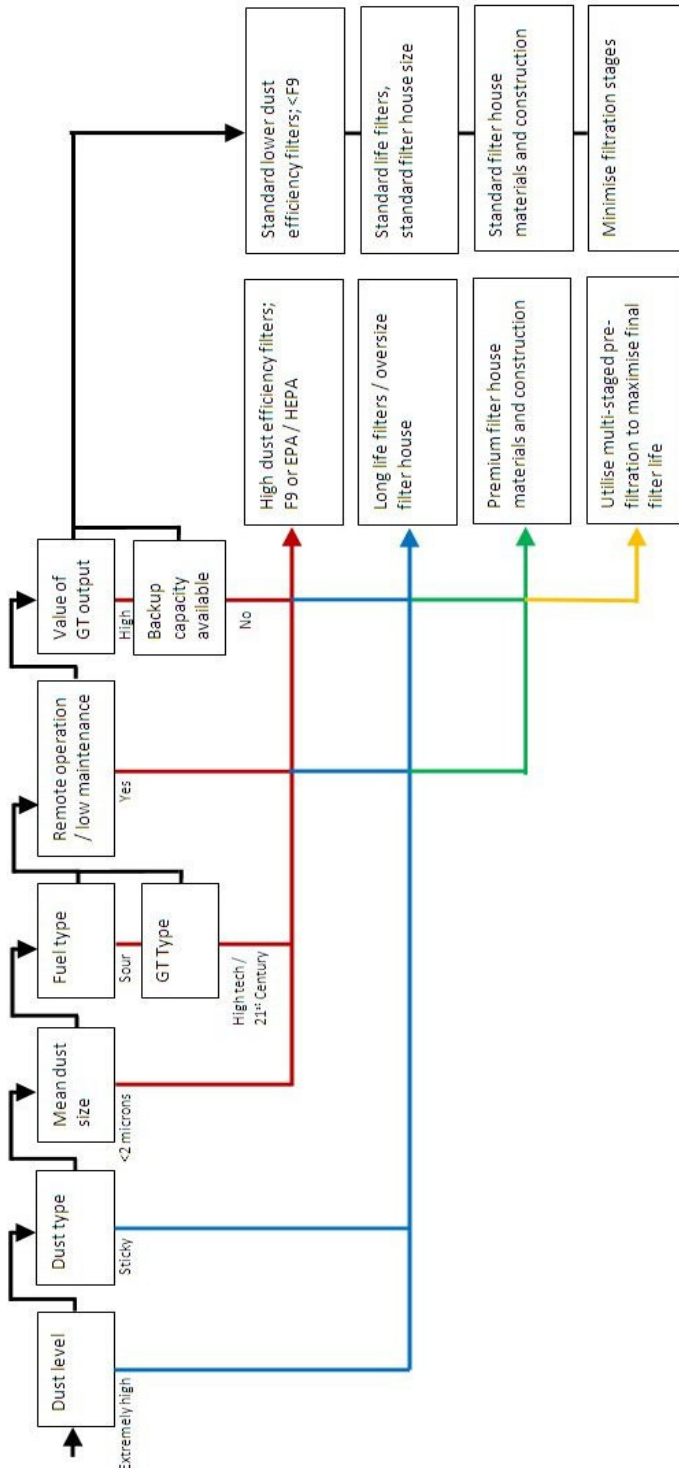 Dust level
Extremely high
Dust type
Sticky
Mean dust
size
<2 microns
Fuel type
Sour
GT Type
High tech /
21st Century
Remote operation
/ low maintenance
Yes
Value of
GT output
High
Backup
capacity
available
No
High dust efficiency filters;
F9 or EPA / HEPA
Long life filters / oversize
filter house
Premium filter house
materials and construction
Utilise multi-staged pre-
filtration to maximise final
filter life
Standard lower dust
efficiency filters; <F9
Standard life filters,
standard filter house size
Standard filter house
materials and construction
Minimise filtration stages